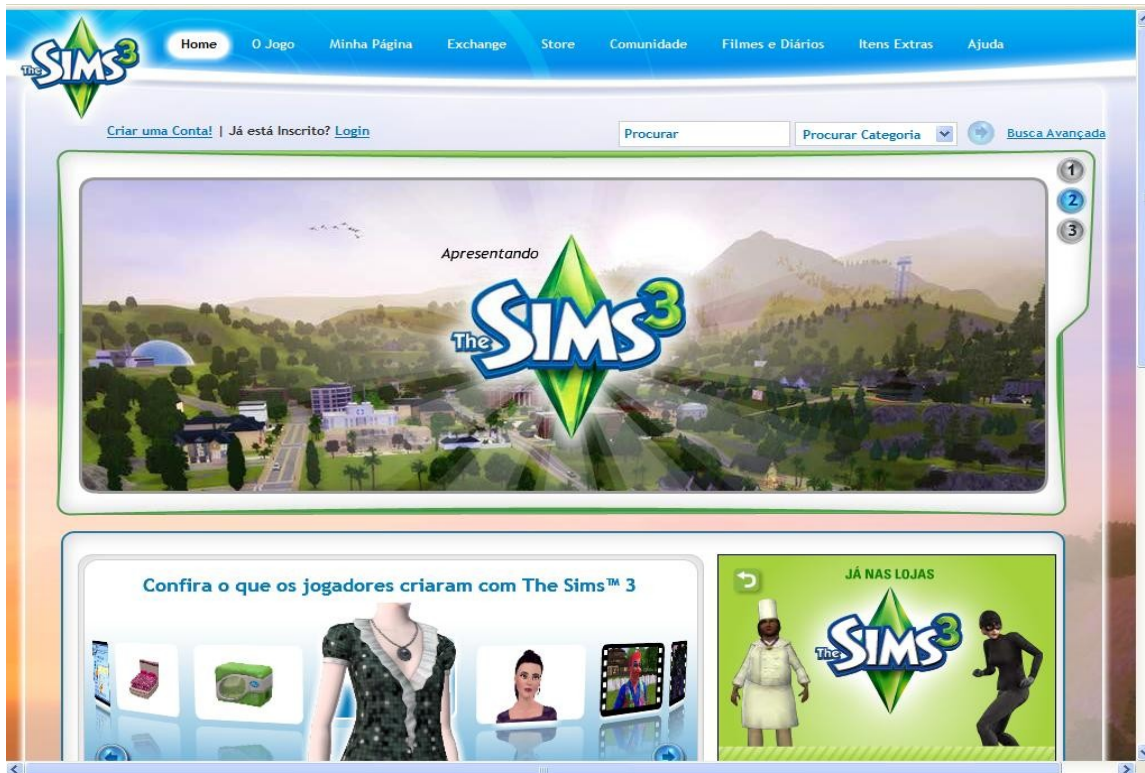 The SIMS 3
Home O Jogo Minha Página Exchange Store Comunidade Filmes e Diários Itens Extras Ajuda
Criar uma Conta! | Já está Inscrito? Login
Procurar Procurar Categoria Busca Avançada
1
2
3
Apresentando
The SIMS 3
Confira o que os jogadores criaram com The Sims™ 3
JÁ NAS LOJAS
The SIMS 3